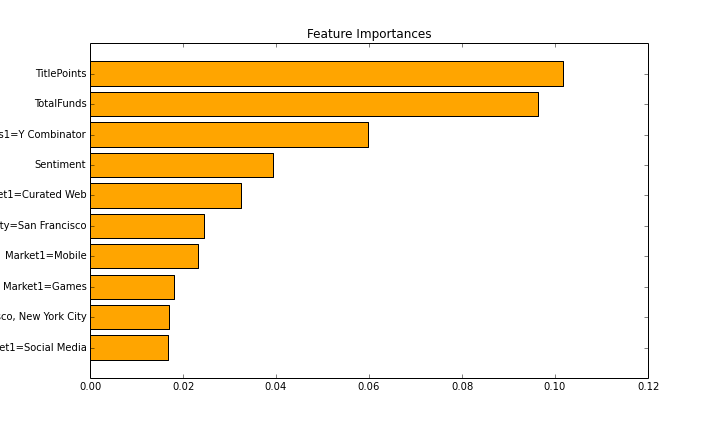 Feature Importances
TitlePoints
TotalFunds
s1=Y Combinator
Sentiment
et1=Curated Web
ty=San Francisco
Market1=Mobile
Market1=Games
sco, New York City
et1=Social Media
0.00 0.02 0.04 0.06 0.08 0.10 0.12